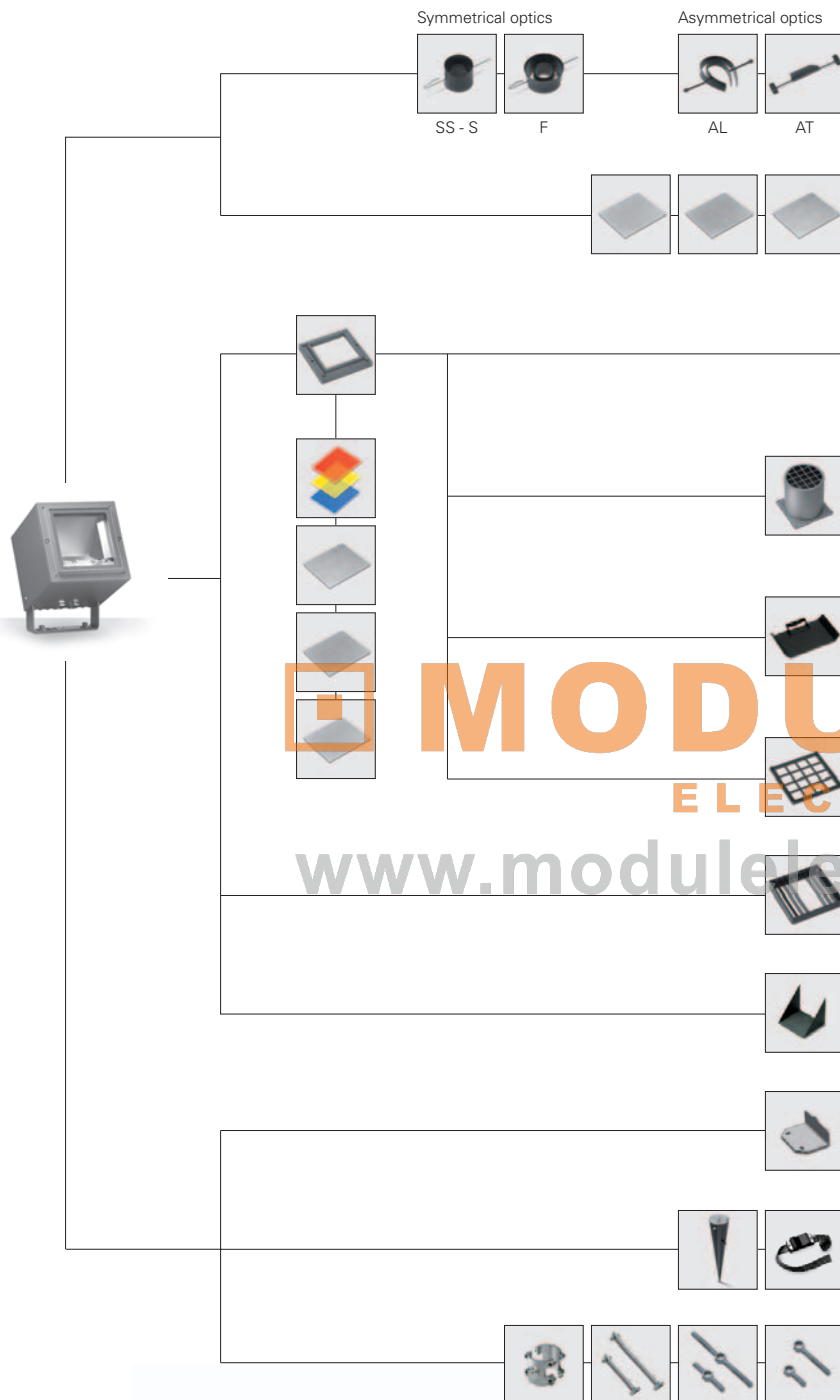 Symmetrical optics
Asymmetrical optics
SS - S
F
AL
AT
MODU
ELEC
www.modulele